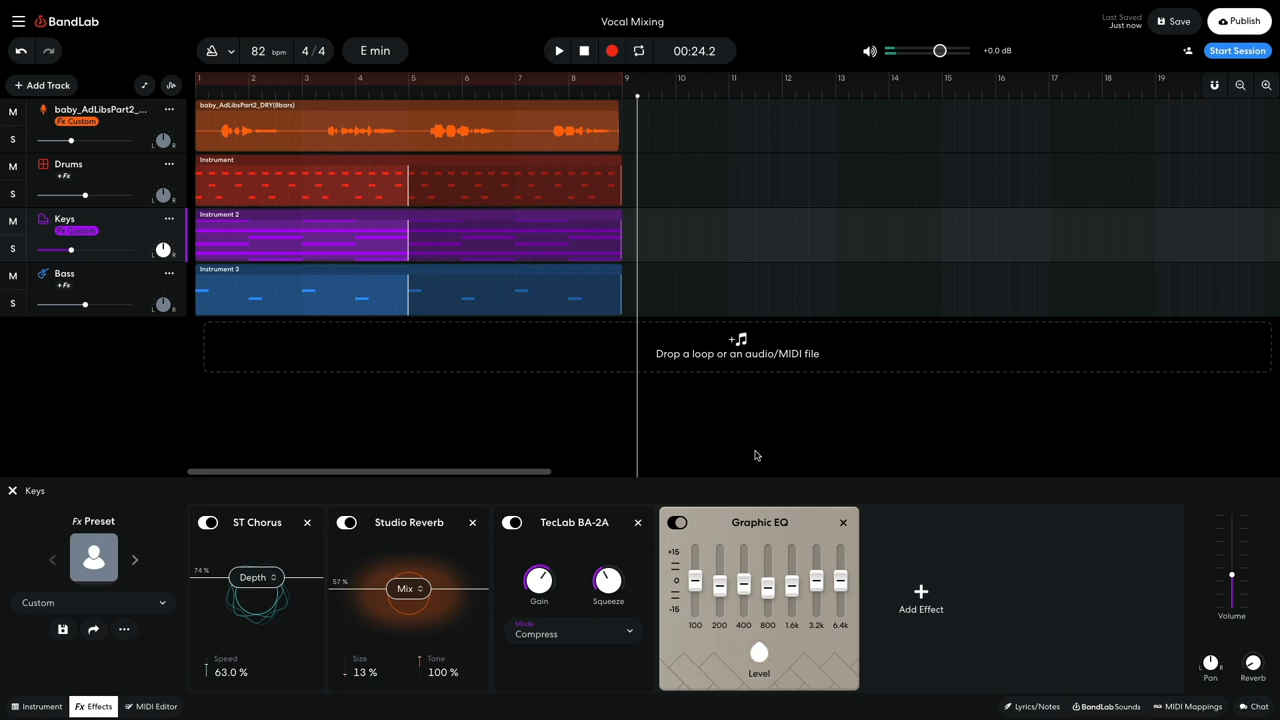 BandLab
Vocal Mixing
Last Saved
Just now
Save
Publish
82 bpm
4/4
E min
00:24.2
+0.0 dB
Start Session
+ Add Track
1 2 3 4 5 6 7 8 9 10 11 12 13 14 15 16 17 18 19
M
baby_AdLibsPart2_...
Fx Custom
S
L R
baby_AdLibsPart2_DRY(8bars)
M
Drums
+Fx
S
L R
Instrument
M
Keys
Fx Custom
S
L R
Instrument 2
M
Bass
+Fx
S
L R
Instrument 3
Drop a loop or an audio/MIDI file
Keys
Fx Preset
Custom
ST Chorus
74 %
Depth
Speed
63.0 %
Studio Reverb
57 %
Mix
Size
13 %
Tone
100 %
TecLab BA-2A
Gain
Squeeze
Mode
Compress
Graphic EQ
+15
0
-15
100 200 400 800 1.6k 3.2k 6.4k
Level
Add Effect
Volume
L R
Pan
Reverb
Instrument
Fx Effects
MIDI Editor
Lyrics/Notes
BandLab Sounds
MIDI Mappings
Chat